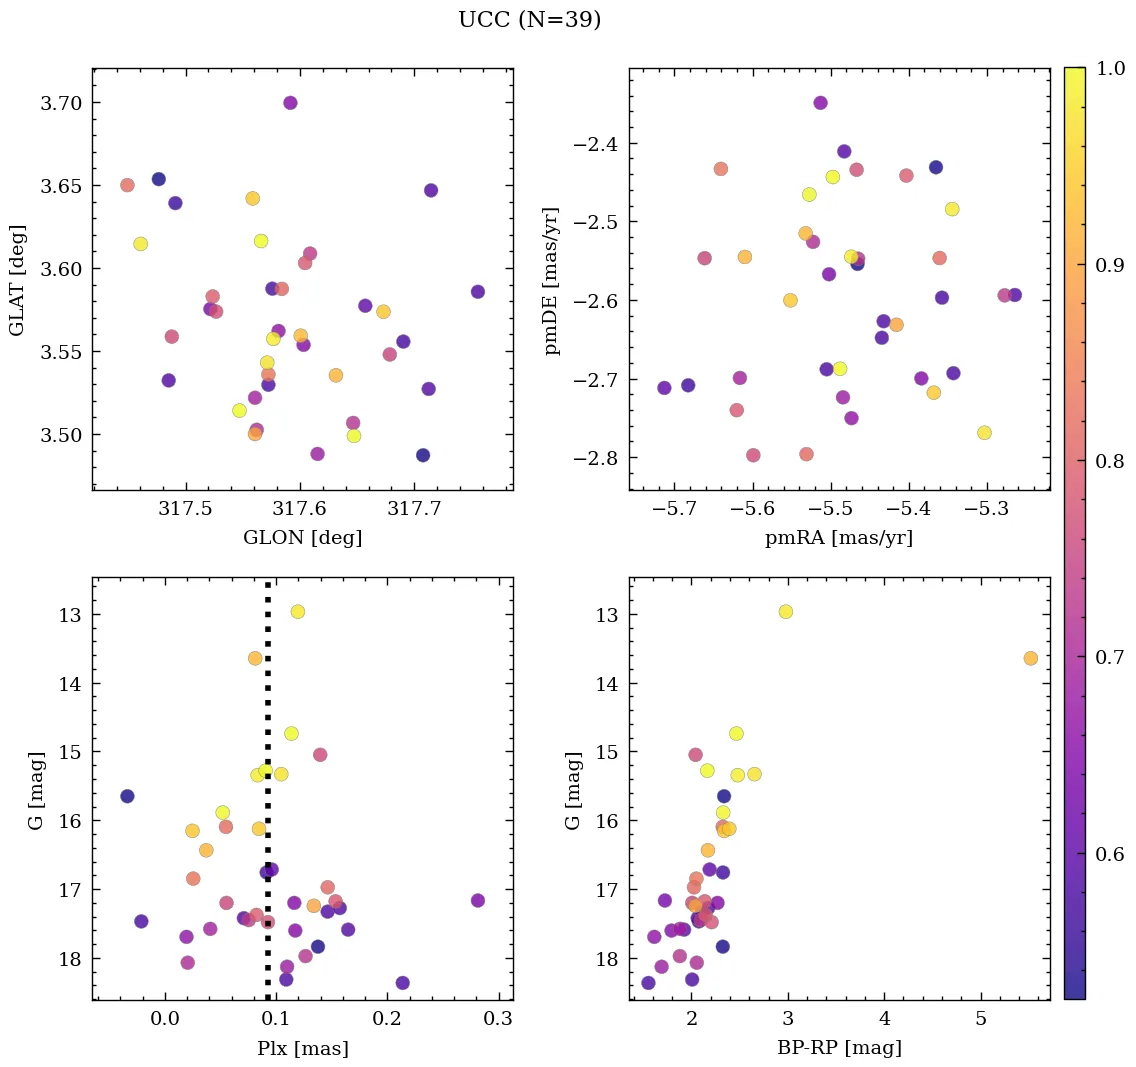 UCC (N=39)
3.70
3.65
3.60
3.55
3.50
GLAT [deg]
317.5 317.6 317.7
GLON [deg]
−2.4
−2.5
−2.6
−2.7
−2.8
pmDE [mas/yr]
−5.7 −5.6 −5.5 −5.4 −5.3
pmRA [mas/yr]
1.0
0.9
0.8
0.7
0.6
13
14
15
16
17
18
G [mag]
0.0 0.1 0.2 0.3
Plx [mas]
13
14
15
16
17
18
G [mag]
2 3 4 5
BP-RP [mag]